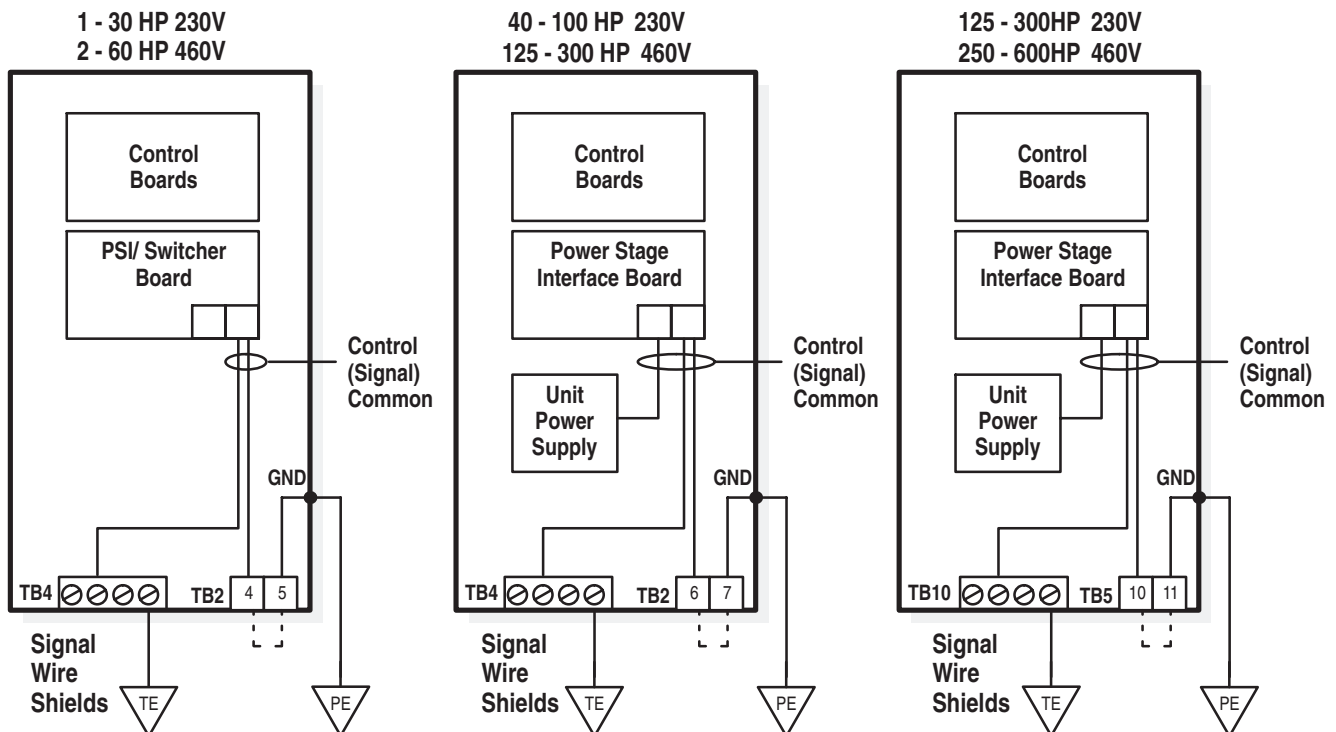 1 - 30 HP 230V
2 - 60 HP 460V
Control
Boards
PSI/ Switcher
Board
Control
(Signal)
Common
GND
TB4
TB2
4
5
Signal
Wire
Shields
TE
PE
40 - 100 HP 230V
125 - 300 HP 460V
Control
Boards
Power Stage
Interface Board
Unit
Power
Supply
Control
(Signal)
Common
GND
TB4
TB2
6
7
TE
PE
125 - 300HP 230V
250 - 600HP 460V
Control
Boards
Power Stage
Interface Board
Unit
Power
Supply
Control
(Signal)
Common
GND
TB10
TB5
10
11
Signal
Wire
Shields
TE
PE